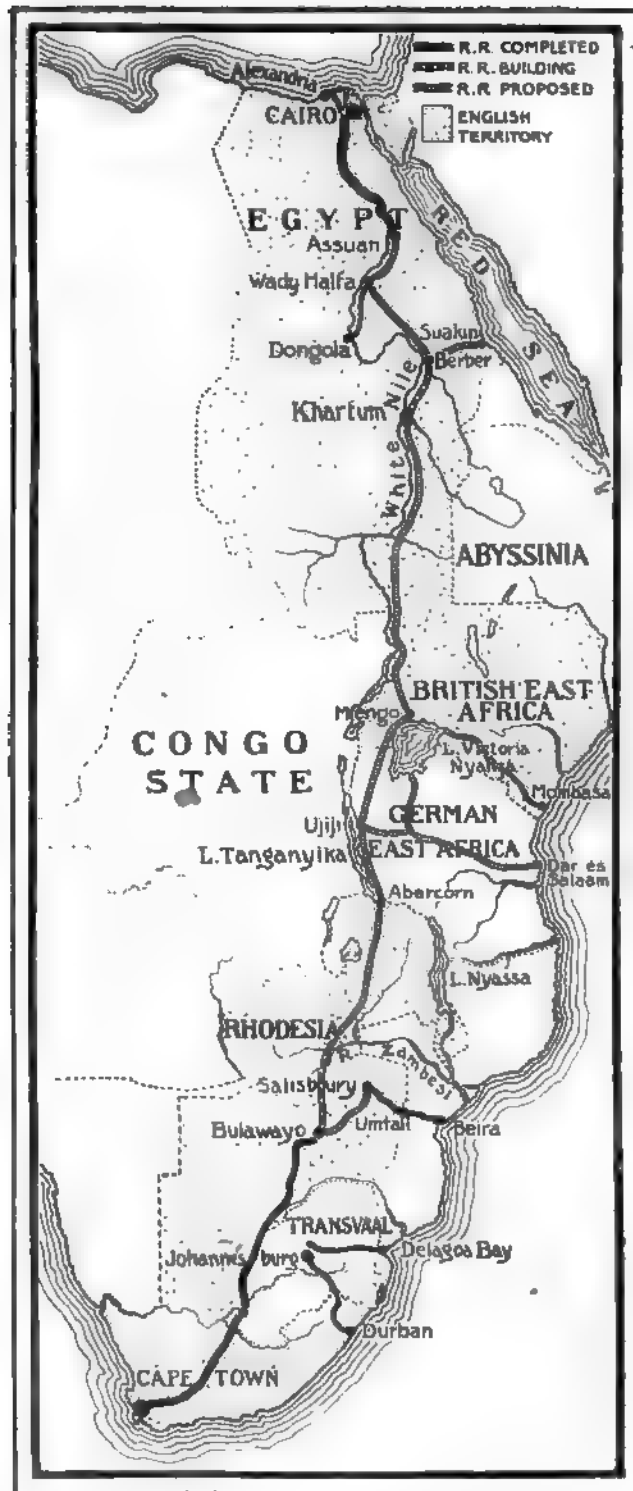 R.R. COMPLETED
R.R. BUILDING
R.R. PROPOSED
ENGLISH
TERRITORY
Alexandria
CAIRO
EGYPT
Assuan
RED SEA
Wady Halfa
Dongola
Suakin
Berber
Khartum
White Nile
ABYSSINIA
BRITISH EAST
AFRICA
Mengo
CONGO
STATE
L. Victoria
Nyansa
Mombasa
GERMAN
EAST AFRICA
Ujiji
L. Tanganyika
Dar es
Salaam
Abercorn
L. Nyassa
RHODESIA
R. Zambesi
Salisbury
Umtali
Beira
Bulawayo
TRANSVAAL
Johannesburg
Delagoa Bay
Durban
CAPE TOWN